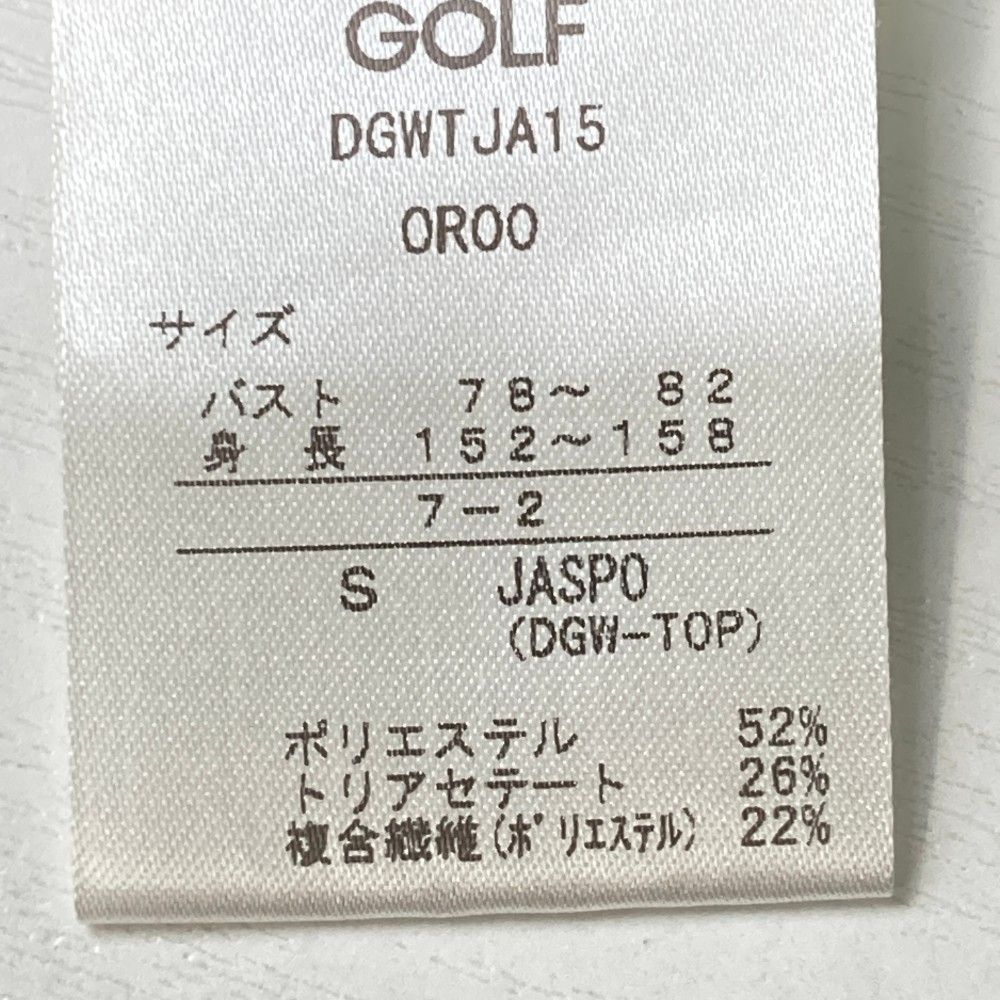 GOLF
DGWTJA15
OR00
サイズ
バスト 78～ 82
身 長 152～158
7－2
S JASPO
(DGW-TOP)
ポリエステル 52%
トリアセテート 26%
複合繊維(ﾎﾟﾘｴｽﾃﾙ) 22%